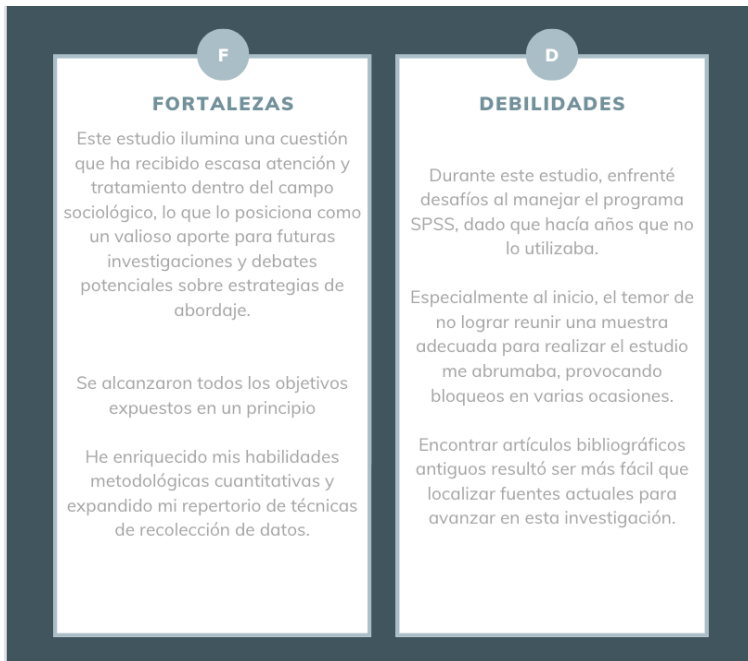 F
FORTALEZAS
Este estudio ilumina una cuestión
que ha recibido escasa atención y
tratamiento dentro del campo
sociológico, lo que lo posiciona como
un valioso aporte para futuras
investigaciones y debates
potenciales sobre estrategias de
abordaje.
Se alcanzaron todos los objetivos
expuestos en un principio
He enriquecido mis habilidades
metodológicas cuantitativas y
expandido mi repertorio de técnicas
de recolección de datos.
D
DEBILIDADES
Durante este estudio, enfrenté
desafíos al manejar el programa
SPSS, dado que hacía años que no
lo utilizaba.
Especialmente al inicio, el temor de
no lograr reunir una muestra
adecuada para realizar el estudio
me abrumaba, provocando
bloqueos en varias ocasiones.
Encontrar artículos bibliográficos
antiguos resultó ser más fácil que
localizar fuentes actuales para
avanzar en esta investigación.